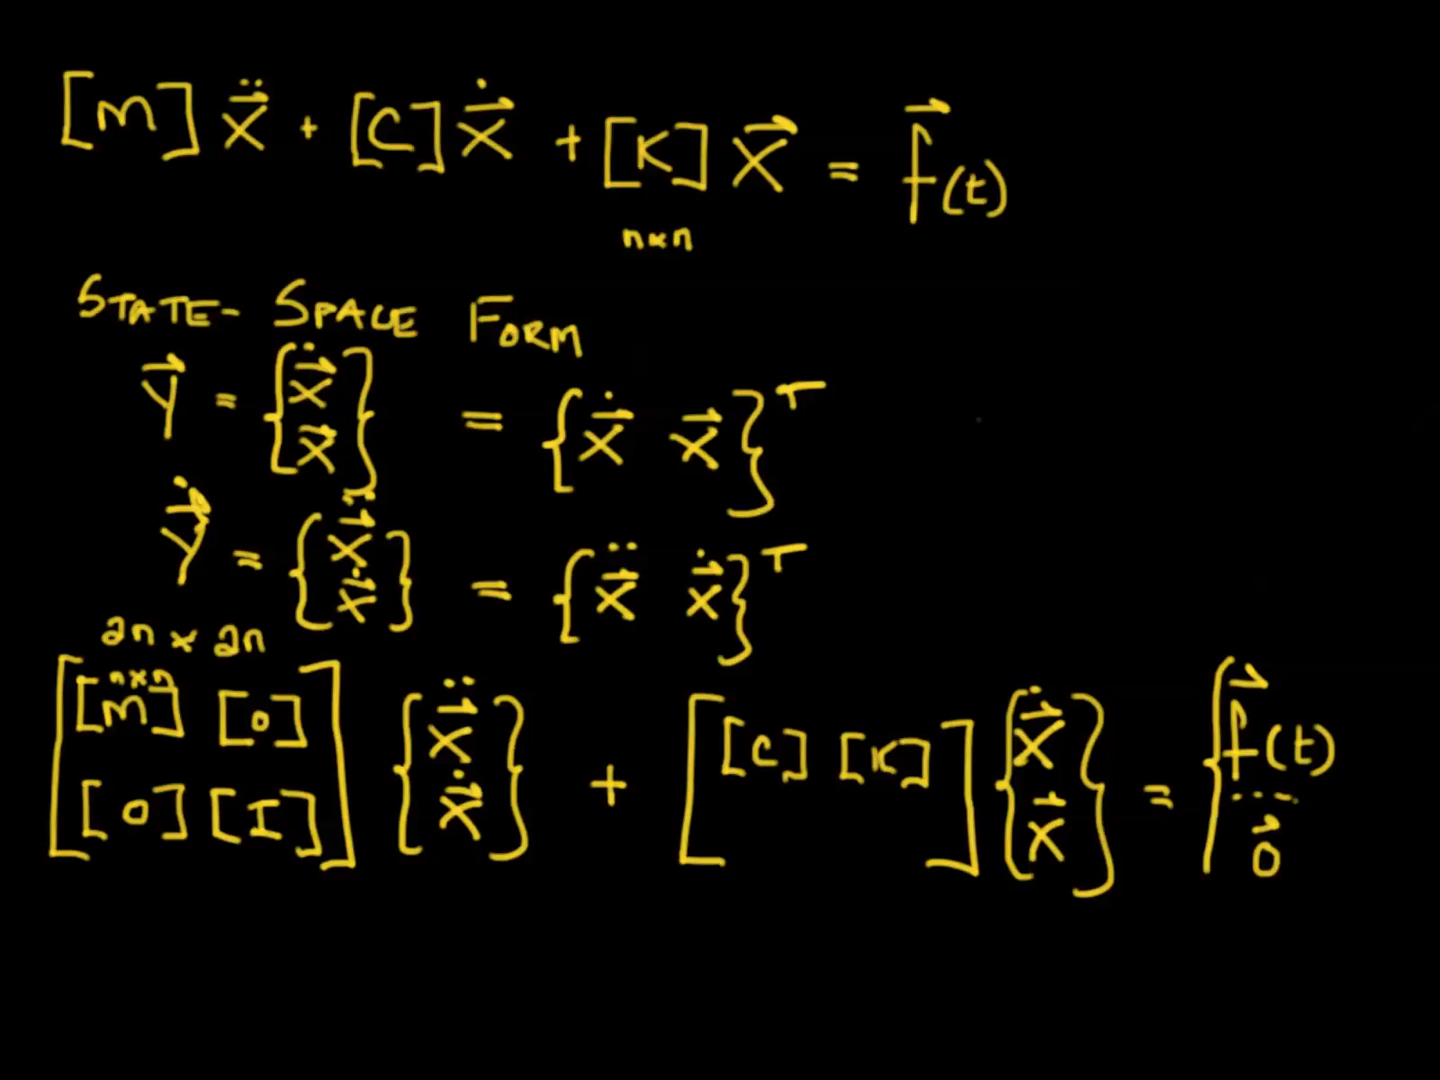 [M] ẍ⃗ + [C] ẋ⃗ + [K] x⃗ = f⃗(t)
n×n
STATE-SPACE FORM
y⃗ = {ẋ⃗ x⃗} = {ẋ⃗ x⃗}ᵀ
ẏ⃗ = {ẍ⃗ ẋ⃗} = {ẍ⃗ ẋ⃗}ᵀ
2n × 2n
n×n
[[M] [0] {ẍ⃗ + [[C] [K]] {ẋ⃗ = {f⃗(t)
[0] [I]] ẋ⃗} x⃗} 0⃗